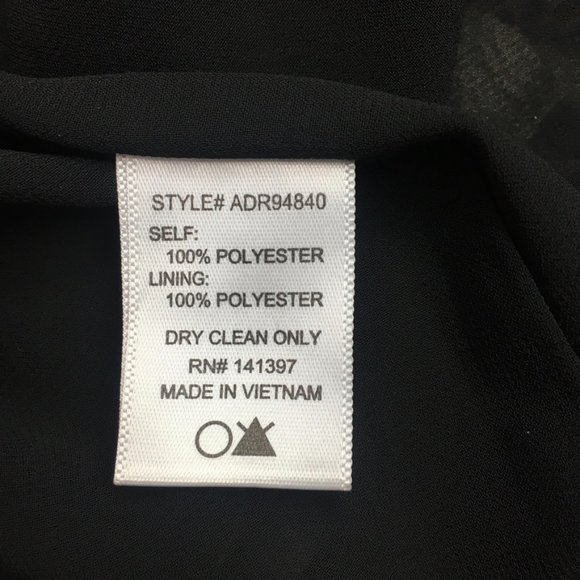 STYLE# ADR94840
SELF:
100% POLYESTER
LINING:
100% POLYESTER
DRY CLEAN ONLY
RN# 141397
MADE IN VIETNAM